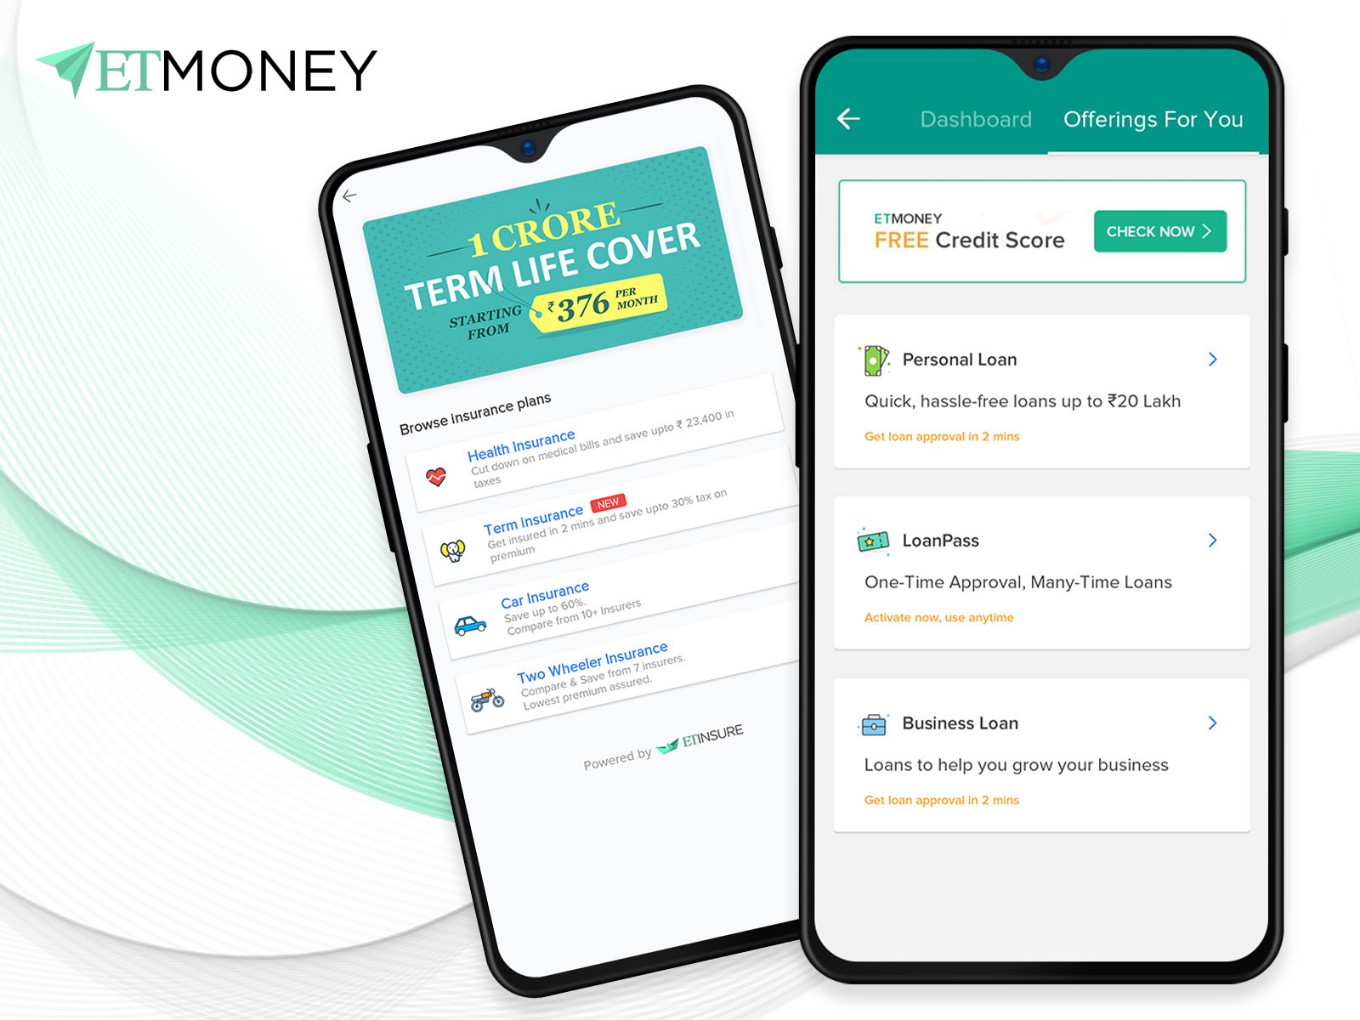 ETMONEY
1 CRORE
TERM LIFE COVER
STARTING
FROM
₹376 PER
MONTH
Browse insurance plans
Health Insurance
Cut down on medical bills and save upto ₹ 23,400 in
taxes
Term Insurance NEW
Get insured in 2 mins and save upto 30% tax on
premium
Car Insurance
Save up to 60%.
Compare from 10+ Insurers
Two Wheeler Insurance
Compare & Save from 7 insurers.
Lowest premium assured.
Powered by ETINSURE
Dashboard
Offerings For You
ETMONEY
FREE Credit Score
CHECK NOW
Personal Loan
Quick, hassle-free loans up to ₹20 Lakh
Get loan approval in 2 mins
LoanPass
One-Time Approval, Many-Time Loans
Activate now, use anytime
Business Loan
Loans to help you grow your business
Get loan approval in 2 mins